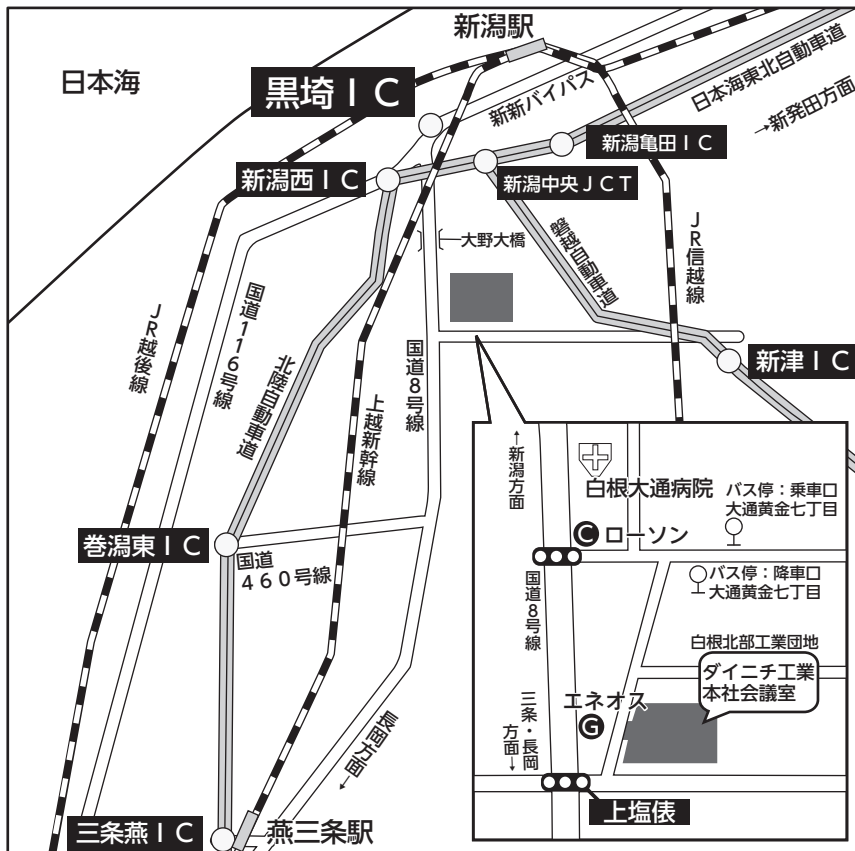 新潟駅
日本海
黒埼ＩＣ
新新バイパス
日本海東北自動車道
→新発田方面
新潟亀田ＩＣ
新潟西ＩＣ
新潟中央ＪＣＴ
大野大橋
磐越自動車道
ＪＲ信越線
ＪＲ越後線
国道116号線
北陸自動車道
上越新幹線
国道8号線
新津ＩＣ
巻潟東ＩＣ
国道
４６０号線
長岡方面→
三条燕ＩＣ
燕三条駅
←新潟方面
白根大通病院
バス停：乗車口
大通黄金七丁目
C ローソン
バス停：降車口
大通黄金七丁目
国道8号線
白根北部工業団地
ダイニチ工業
本社会議室
エネオス
G
三条・長岡
方面→
上塩俵